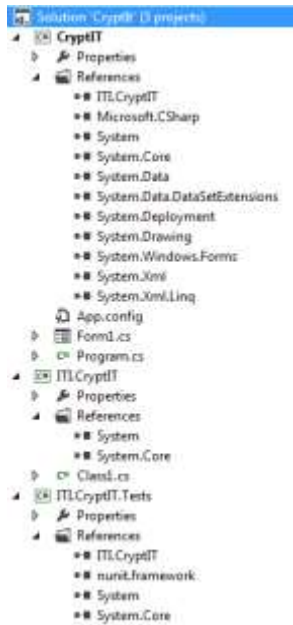 Solution 'CryptIt' (3 projects)
CryptIT
Properties
References
ITLCryptIT
Microsoft.CSharp
System
System.Core
System.Data
System.Data.DataSetExtensions
System.Deployment
System.Drawing
System.Windows.Forms
System.Xml
System.Xml.Linq
App.config
Form1.cs
C# Program.cs
C# ITLCryptIT
Properties
References
System
System.Core
C# Class1.cs
C# ITLCryptIT.Tests
Properties
References
ITLCryptIT
nunit.framework
System
System.Core